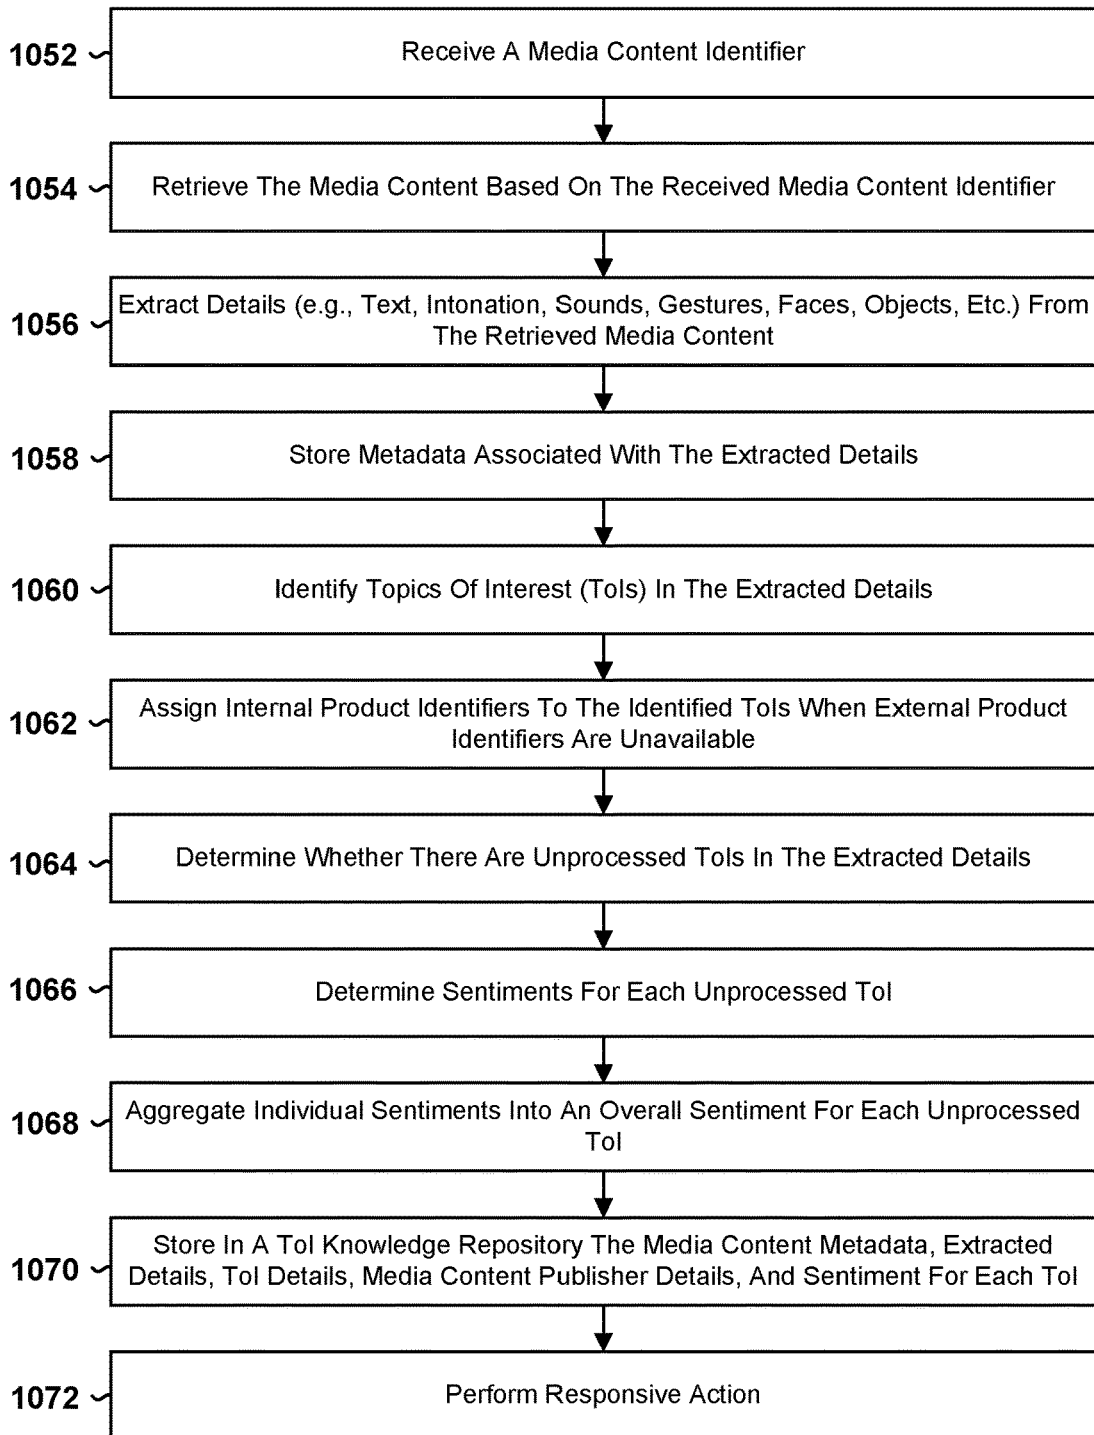 1052
Receive A Media Content Identifier
1054
Retrieve The Media Content Based On The Received Media Content Identifier
1056
Extract Details (e.g., Text, Intonation, Sounds, Gestures, Faces, Objects, Etc.) From
The Retrieved Media Content
1058
Store Metadata Associated With The Extracted Details
1060
Identify Topics Of Interest (ToIs) In The Extracted Details
1062
Assign Internal Product Identifiers To The Identified ToIs When External Product
Identifiers Are Unavailable
1064
Determine Whether There Are Unprocessed ToIs In The Extracted Details
1066
Determine Sentiments For Each Unprocessed ToI
1068
Aggregate Individual Sentiments Into An Overall Sentiment For Each Unprocessed
ToI
1070
Store In A ToI Knowledge Repository The Media Content Metadata, Extracted
Details, ToI Details, Media Content Publisher Details, And Sentiment For Each ToI
1072
Perform Responsive Action